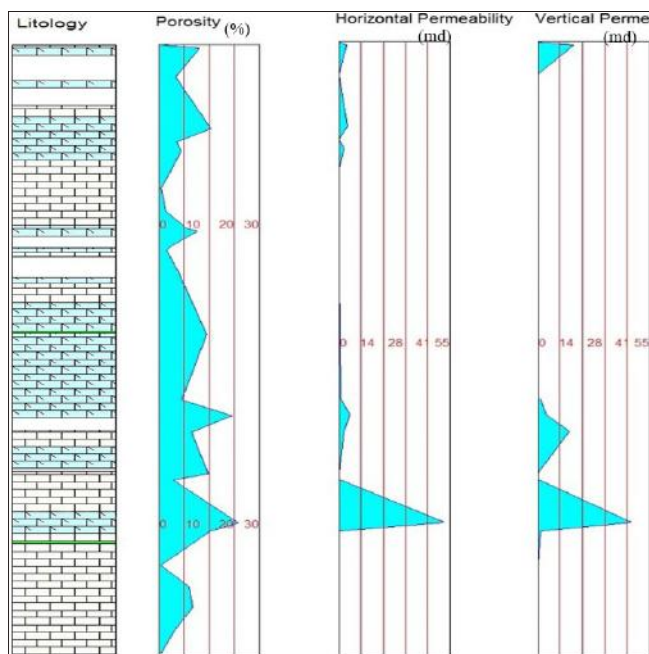 Litology
Porosity (%)
Horizontal Permeability
(md)
Vertical Perme
(md)
0 10 20 30
0 14 28 41 55
0 14 28 41 55
0 10 20 30